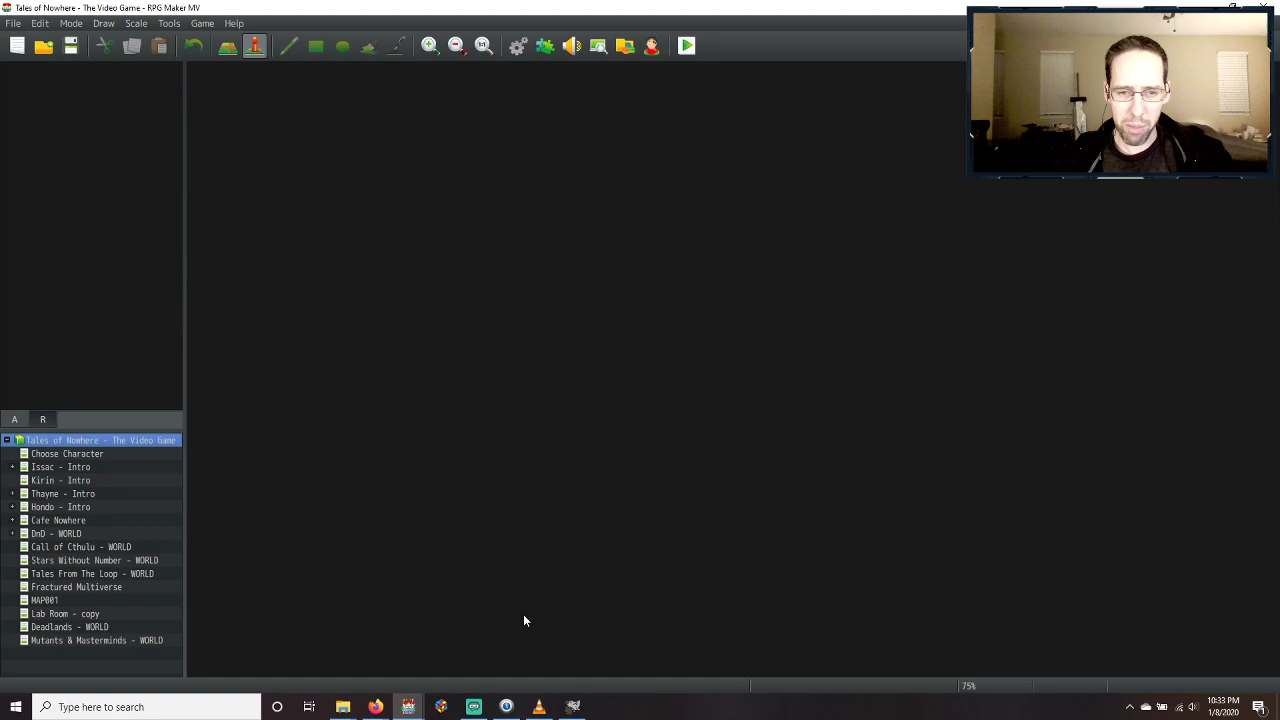 Tales of Nowhere - The Video Game - RPG Maker MV
File Edit Mode Draw Scale Tools Game Help
A R
Tales of Nowhere - The Video Game
Choose Character
Issac - Intro
Kirin - Intro
Thayne - Intro
Hondo - Intro
Cafe Nowhere
DnD - WORLD
Call of Cthulu - WORLD
Stars Without Number - WORLD
Tales From The Loop - WORLD
Fractured Multiverse
MAP001
Lab Room - copy
Deadlands - WORLD
Mutants & Masterminds - WORLD
75%
Type here to search
10:33 PM
1/8/2020